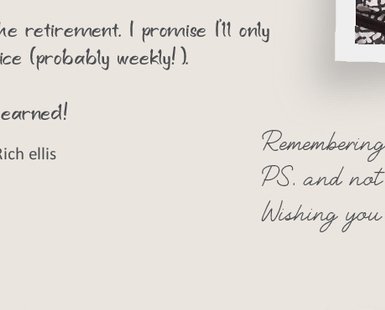 he retirement. I promise I'll only
ice (probably weekly! ).
earned!
Rich ellis
Remembering
PS. and not
Wishing you